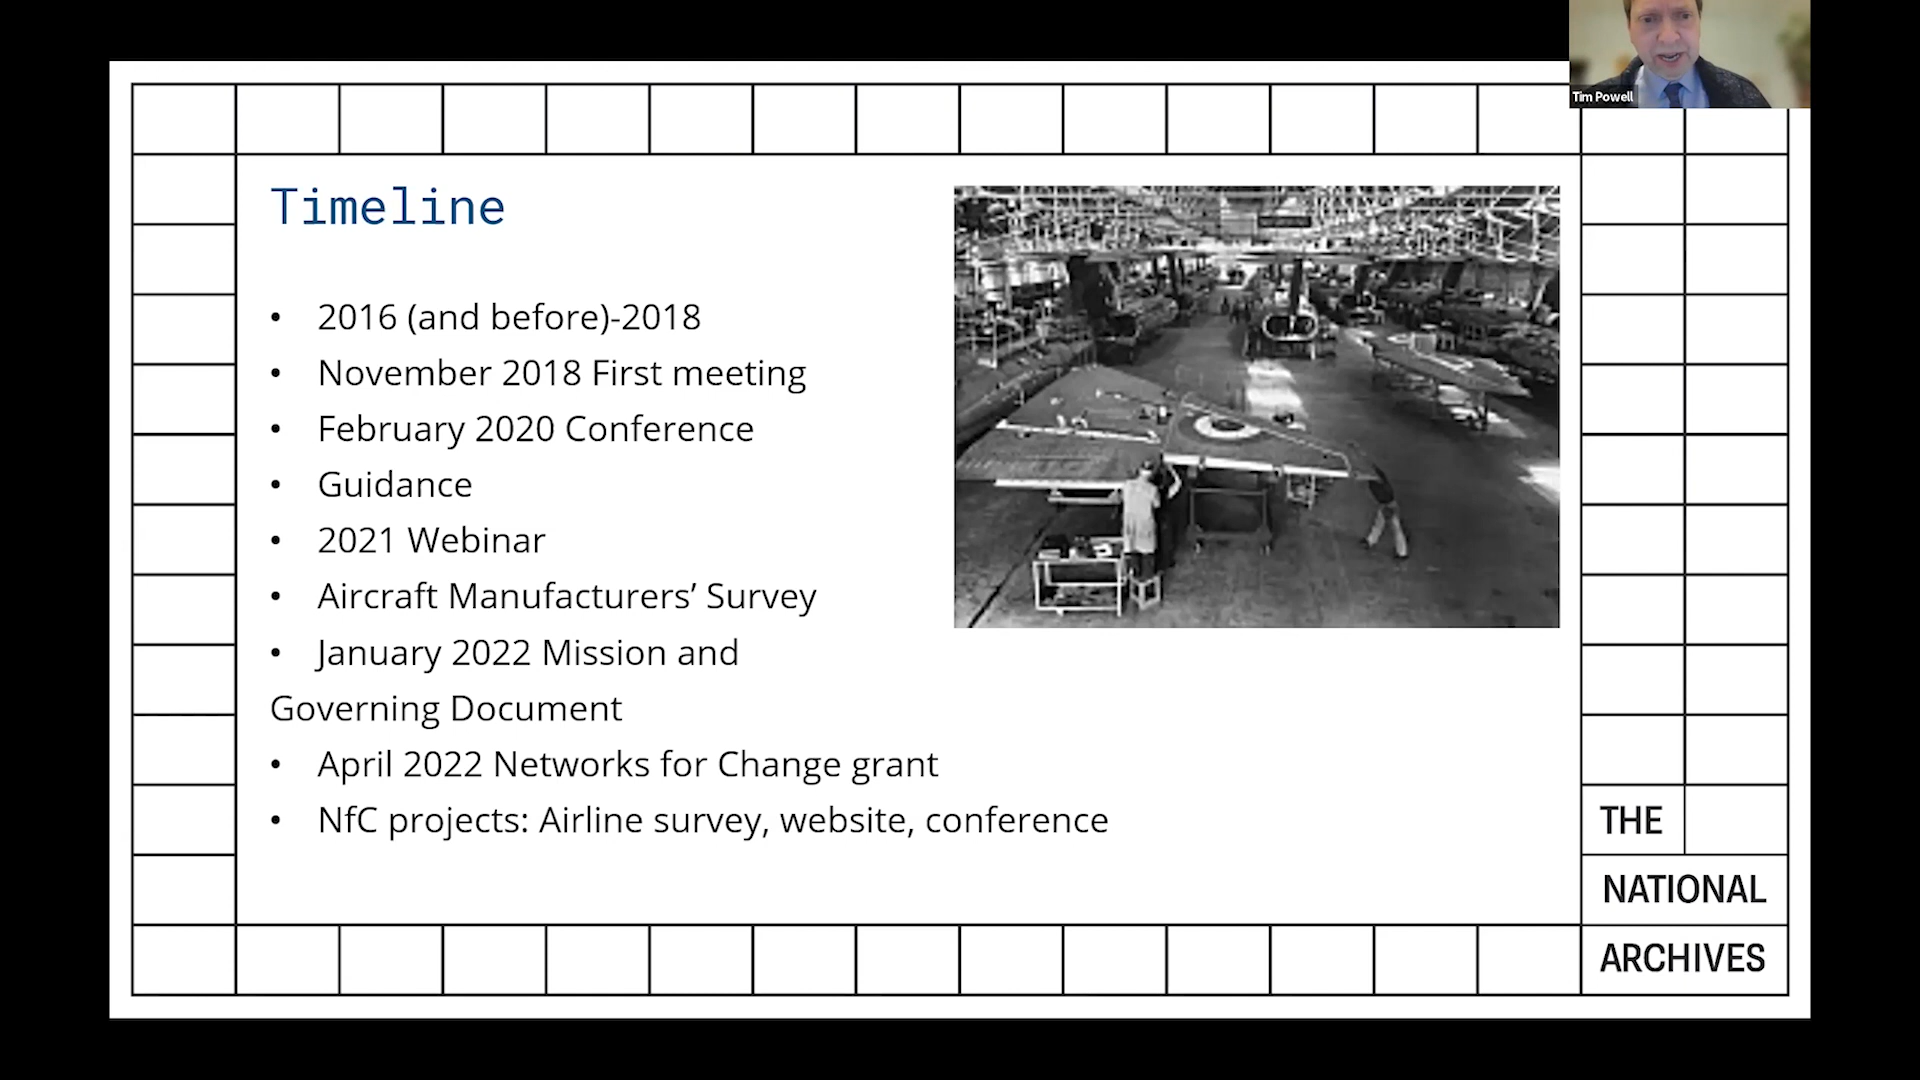 Tim Powell
Timeline
• 2016 (and before)-2018
• November 2018 First meeting
• February 2020 Conference
• Guidance
• 2021 Webinar
• Aircraft Manufacturers’ Survey
• January 2022 Mission and
Governing Document
• April 2022 Networks for Change grant
• NfC projects: Airline survey, website, conference
THE
NATIONAL
ARCHIVES